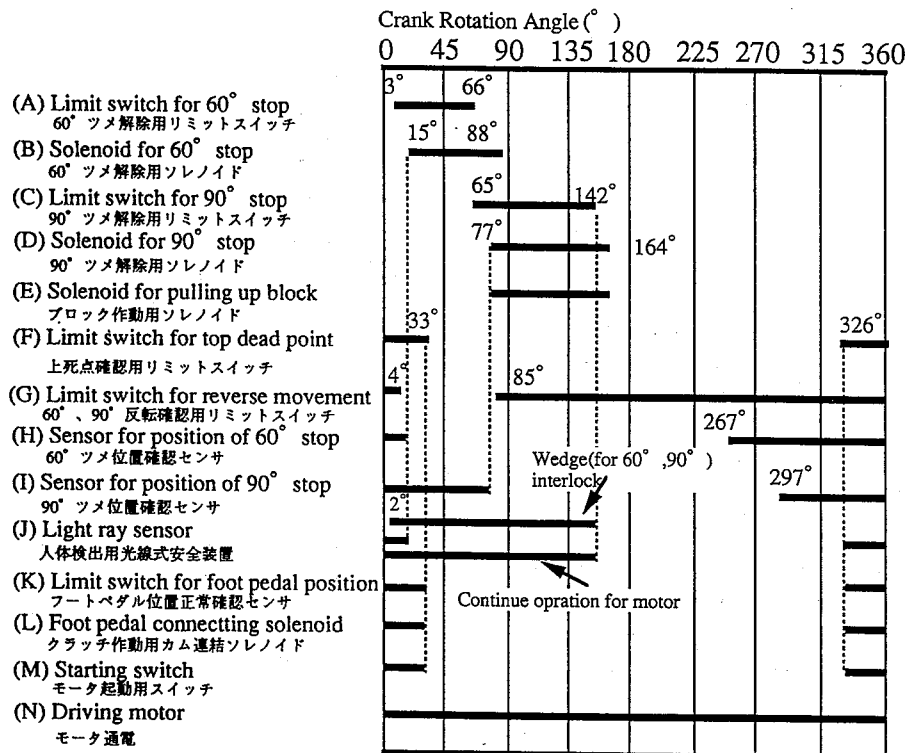 Crank Rotation Angle(°)
0 45 90 135 180 225 270 315 360
3° 66°
(A) Limit switch for 60° stop
60° ツメ解除用リミットスイッチ
15° 88°
(B) Solenoid for 60° stop
60° ツメ解除用ソレノイド
65° 142°
(C) Limit switch for 90° stop
90° ツメ解除用リミットスイッチ
77° 164°
(D) Solenoid for 90° stop
90° ツメ解除用ソレノイド
(E) Solenoid for pulling up block
ブロック作動用ソレノイド
33° 326°
(F) Limit switch for top dead point
上死点確認用リミットスイッチ
4° 85°
(G) Limit switch for reverse movement
60°、90° 反転確認用リミットスイッチ
267°
(H) Sensor for position of 60° stop
60° ツメ位置確認センサ
Wedge(for 60°,90°)
interlock
297°
(I) Sensor for position of 90° stop
90° ツメ位置確認センサ
2°
(J) Light ray sensor
人体検出用光線式安全装置
(K) Limit switch for foot pedal position
フートペダル位置正常確認センサ
Continue opration for motor
(L) Foot pedal connectting solenoid
クラッチ作動用カム連結ソレノイド
(M) Starting switch
モータ起動用スイッチ
(N) Driving motor
モータ通電